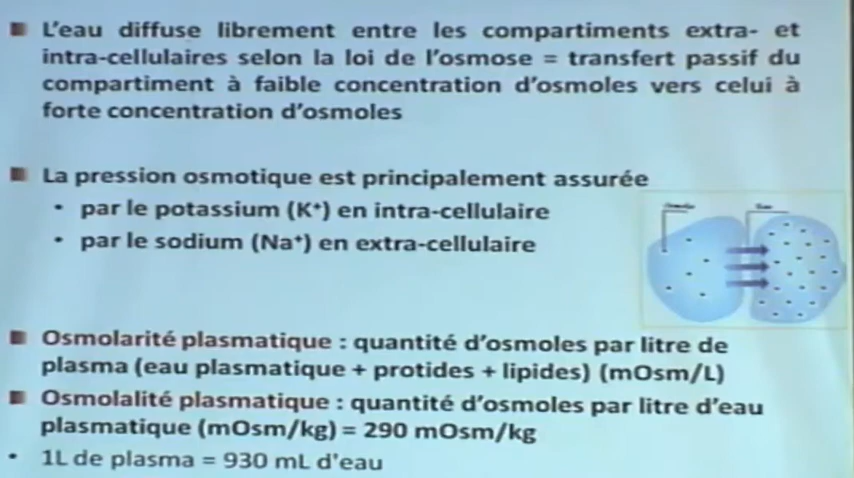 L'eau diffuse librement entre les compartiments extra- et
intra-cellulaires selon la loi de l'osmose = transfert passif du
compartiment à faible concentration d'osmoles vers celui à
forte concentration d'osmoles
La pression osmotique est principalement assurée
• par le potassium (K⁺) en intra-cellulaire
• par le sodium (Na⁺) en extra-cellulaire
Osmolarité plasmatique : quantité d'osmoles par litre de
plasma (eau plasmatique + protides + lipides) (mOsm/L)
Osmolalité plasmatique : quantité d'osmoles par litre d'eau
plasmatique (mOsm/kg) = 290 mOsm/kg
• 1L de plasma = 930 mL d'eau